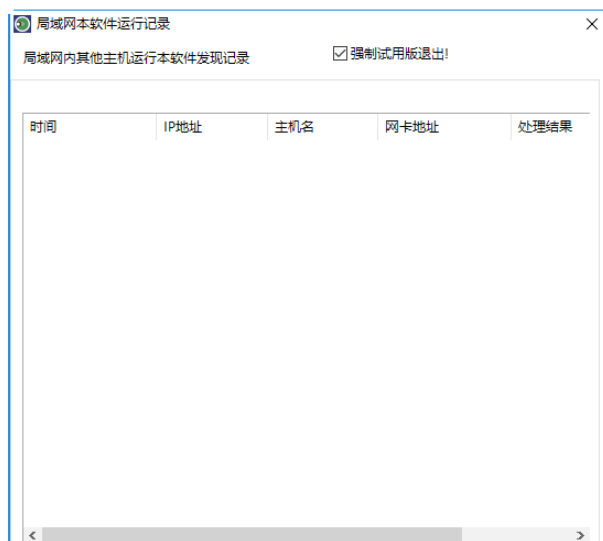 局域网本软件运行记录
局域网内其他主机运行本软件发现记录 强制试用版退出!
时间 IP地址 主机名 网卡地址 处理结果